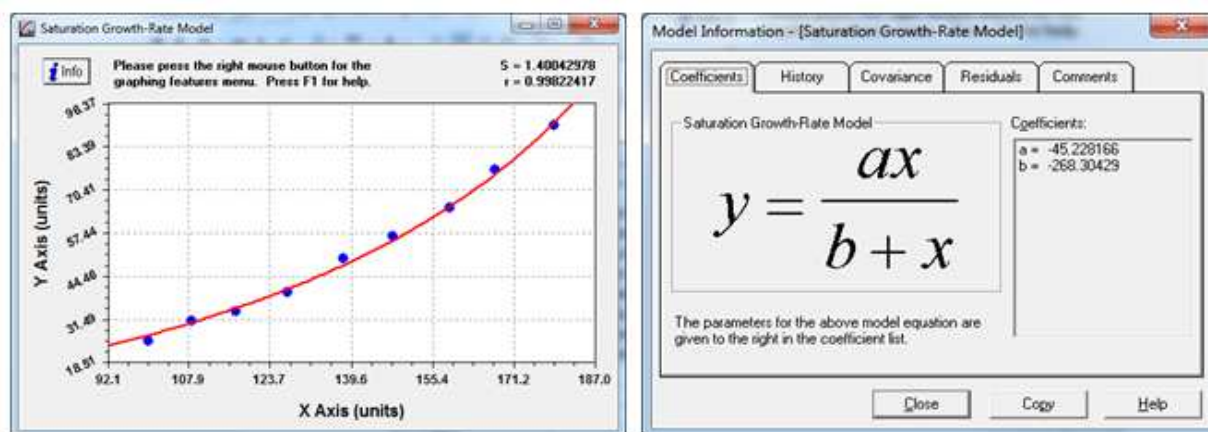 Saturation Growth-Rate Model
Info
Please press the right mouse button for the
graphing features menu. Press F1 for help.
S = 1.40042978
r = 0.99822417
Y Axis (units)
96.37
83.39
70.41
57.44
44.46
31.49
18.51
92.1 107.9 123.7 139.6 155.4 171.2 187.0
X Axis (units)
Model Information - [Saturation Growth-Rate Model]
Coefficients History Covariance Residuals Comments
Saturation Growth-Rate Model
y = ax / b + x
The parameters for the above model equation are
given to the right in the coefficient list.
Coefficients:
a = -45.228166
b = -268.30429
Close Copy Help